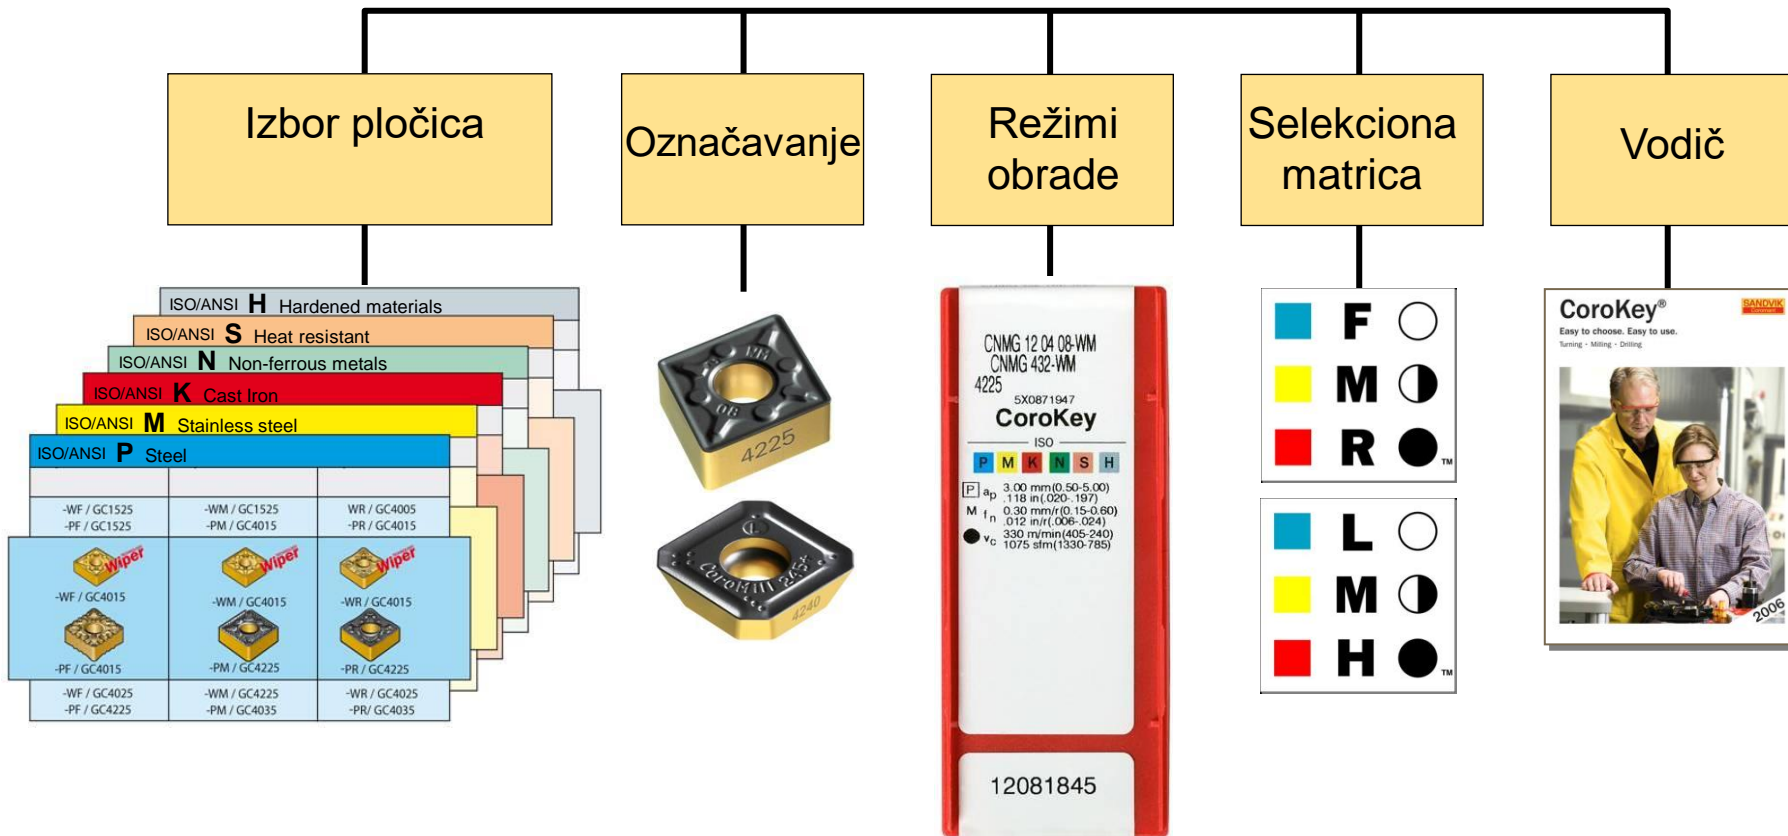 Izbor pločica
Označavanje
Režimi
obrade
Selekciona
matrica
Vodič
ISO/ANSI H Hardened materials
ISO/ANSI S Heat resistant
ISO/ANSI N Non-ferrous metals
ISO/ANSI K Cast Iron
ISO/ANSI M Stainless steel
ISO/ANSI P Steel
-WF / GC1525 -WM / GC1525 WR / GC4005
-PF / GC1525 -PM / GC4015 -PR / GC4015
Wiper Wiper Wiper
-WF / GC4015 -WM / GC4015 -WR / GC4015
-PF / GC4015 -PM / GC4225 -PR / GC4225
-WF / GC4025 -WM / GC4225 -WR / GC4025
-PF / GC4225 -PM / GC4035 -PR/ GC4035
08
4225
CoroMill 245
4240
CNMG 12 04 08-WM
CNMG 432-WM
4225
5X0871947
CoroKey
ISO
P M K N S H
P ap 3.00 mm(0.50-5.00)
.118 in(.020-.197)
M fn 0.30 mm/r(0.15-0.60)
.012 in/r(.006-.024)
vc 330 m/min(405-240)
1075 sfm(1330-785)
12081845
F
M
R
TM
L
M
H
TM
CoroKey®
SANDVIK
Coromant
Easy to choose. Easy to use.
Turning - Milling - Drilling
2006